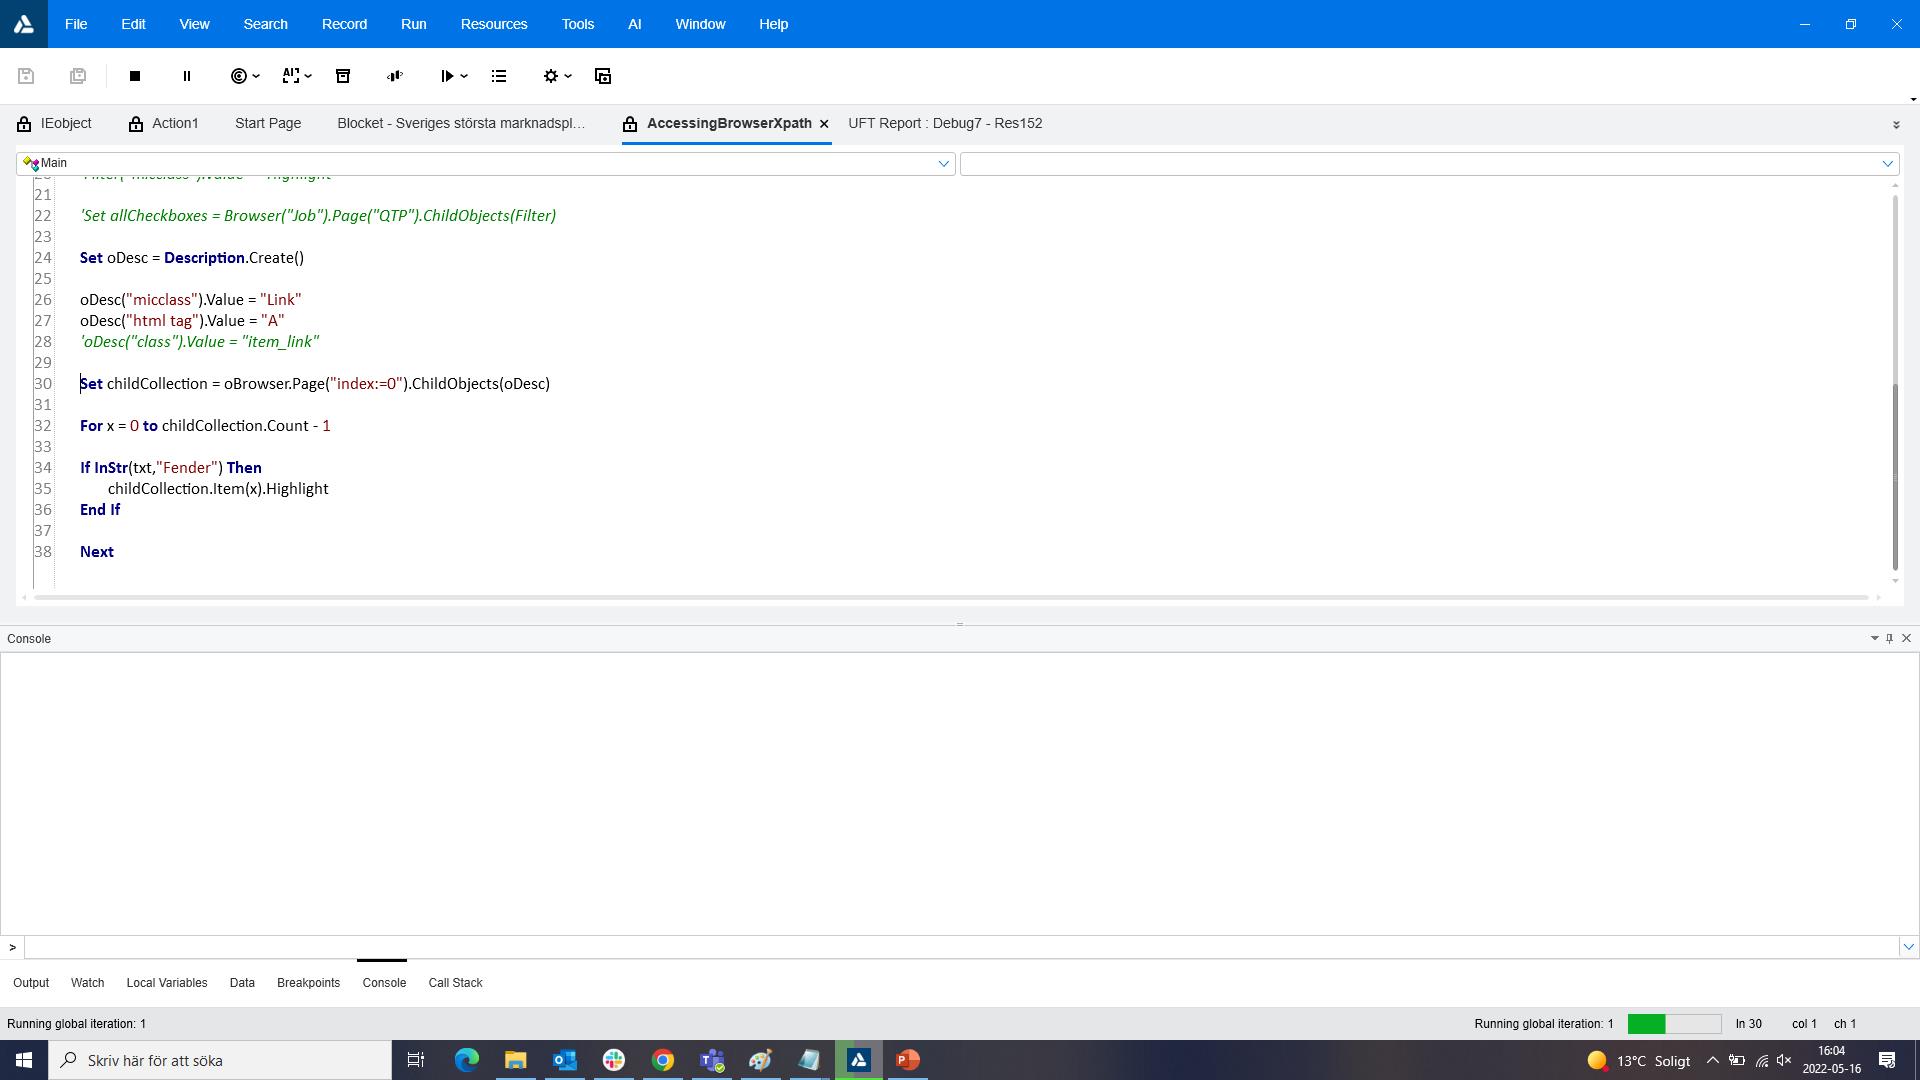 File Edit View Search Record Run Resources Tools AI Window Help
IEobject Action1 Start Page Blocket - Sveriges största marknadspl... AccessingBrowserXpath UFT Report : Debug7 - Res152
Main
21
22 'Set allCheckboxes = Browser("Job").Page("QTP").ChildObjects(Filter)
23
24 Set oDesc = Description.Create()
25
26 oDesc("micclass").Value = "Link"
27 oDesc("html tag").Value = "A"
28 'oDesc("class").Value = "item_link"
29
30 Set childCollection = oBrowser.Page("index:=0").ChildObjects(oDesc)
31
32 For x = 0 to childCollection.Count - 1
33
34 If InStr(txt,"Fender") Then
35 childCollection.Item(x).Highlight
36 End If
37
38 Next
Console
>
Output Watch Local Variables Data Breakpoints Console Call Stack
Running global iteration: 1 Running global iteration: 1 ln 30 col 1 ch 1
Skriv här för att söka 13°C Soligt 16:04
2022-05-16